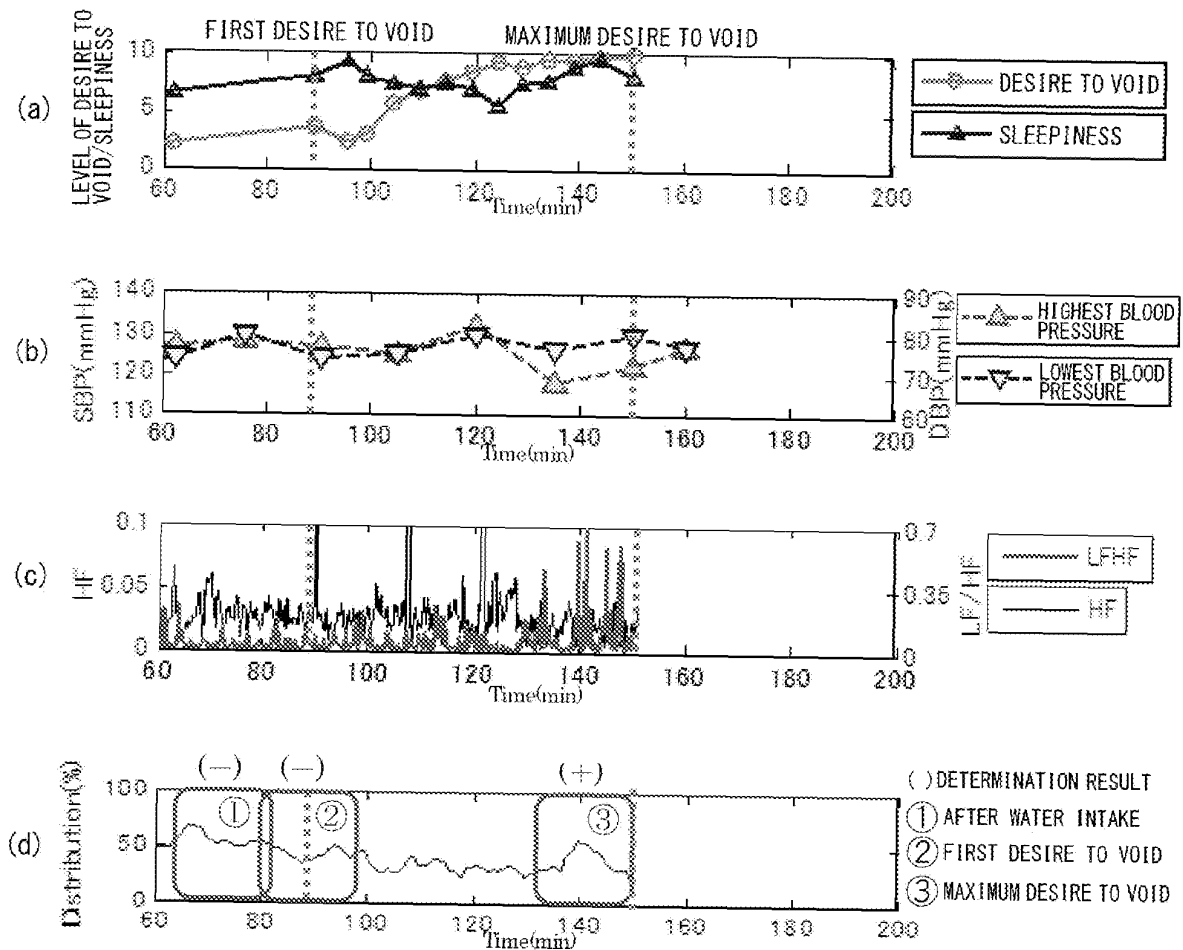 (a)
FIRST DESIRE TO VOID
MAXIMUM DESIRE TO VOID
LEVEL OF DESIRE TO
VOID/SLEEPINESS
10
5
0
60 80 100 120 140 160 180 200
Time(min)
DESIRE TO VOID
SLEEPINESS
(b)
SBP(mmHg)
140
130
120
110
60 80 100 120 140 160 180 200
Time(min)
90
80
70
60
DBP(mmHg)
HIGHEST BLOOD
PRESSURE
LOWEST BLOOD
PRESSURE
(c)
HF
0.1
0.05
0
60 80 100 120 140 160 180 200
Time(min)
0.7
0.35
0
LF/HF
LFHF
HF
(d)
Distribution(%)
100
50
0
(−) (−) (+)
① ② ③
60 80 100 120 140 160 180 200
Time(min)
( ) DETERMINATION RESULT
① AFTER WATER INTAKE
② FIRST DESIRE TO VOID
③ MAXIMUM DESIRE TO VOID